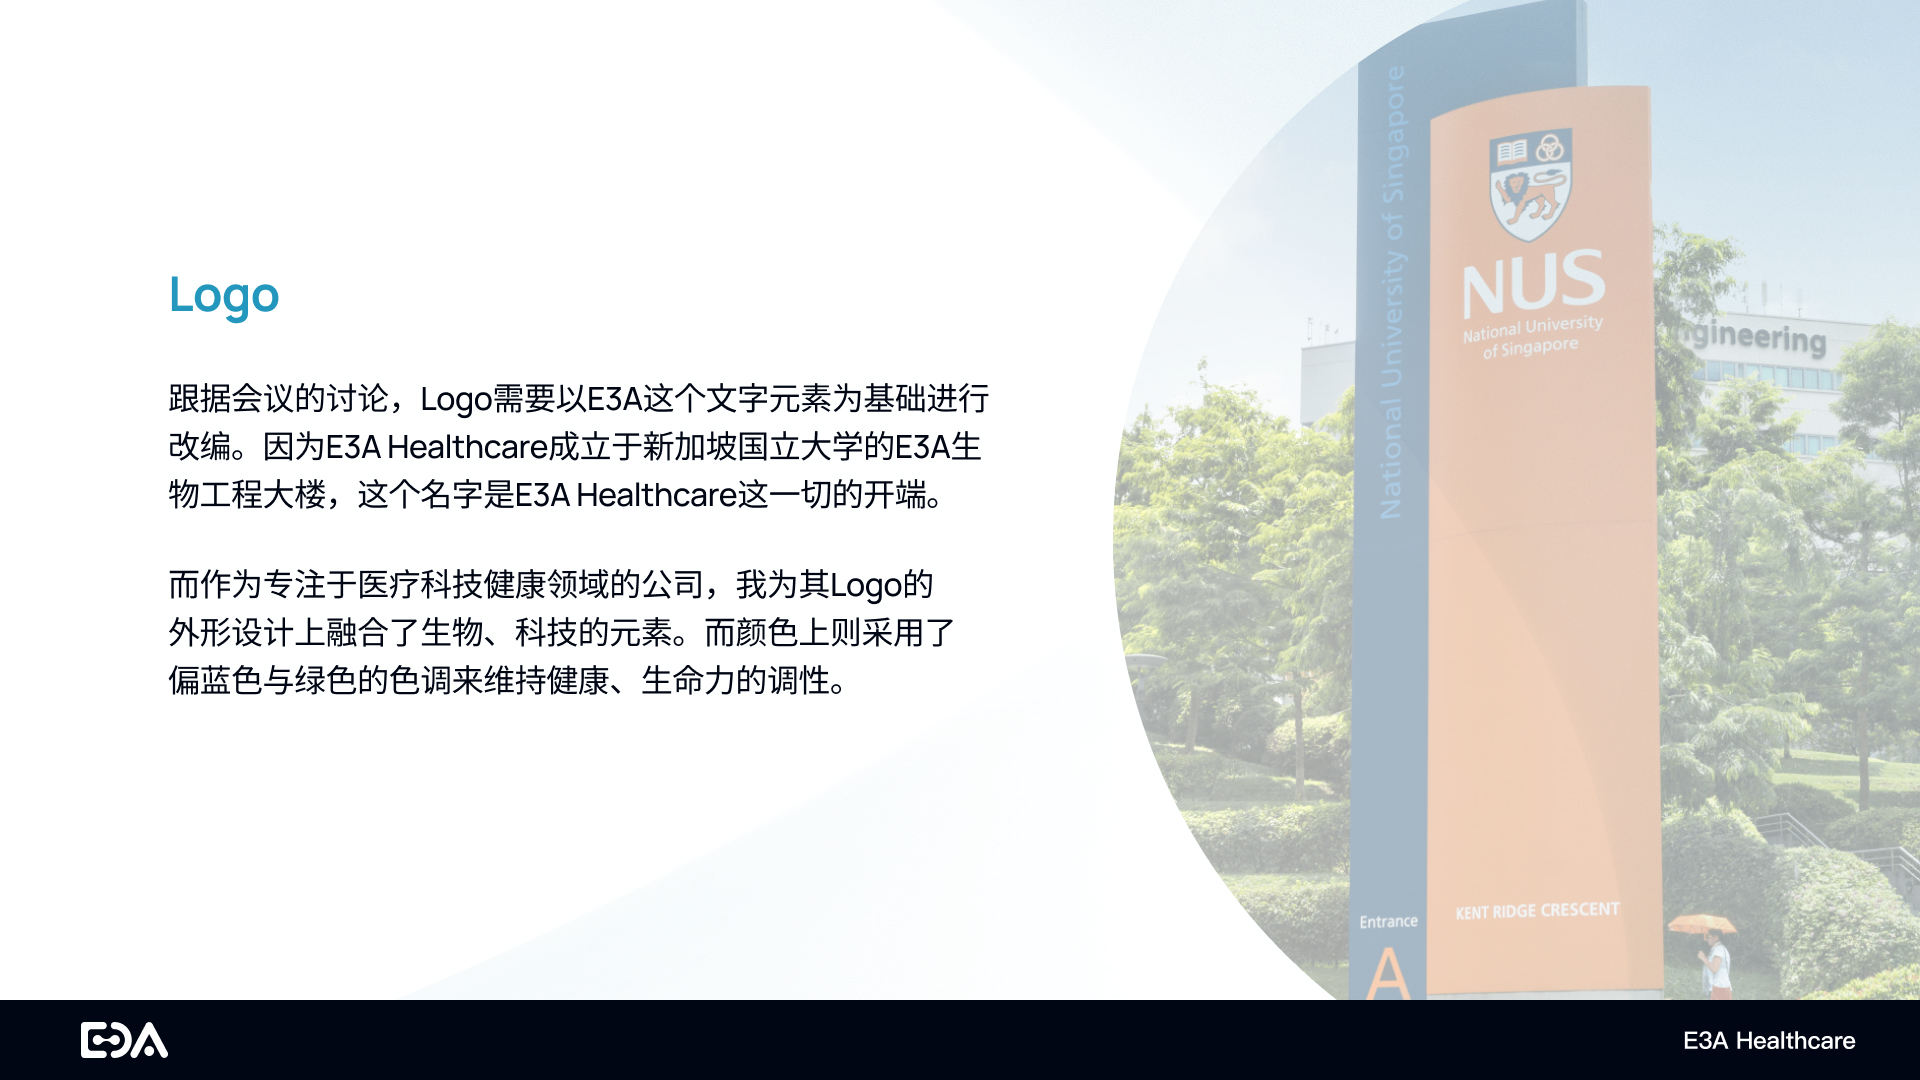 Logo
跟据会议的讨论，Logo需要以E3A这个文字元素为基础进行
改编。因为E3A Healthcare成立于新加坡国立大学的E3A生
物工程大楼，这个名字是E3A Healthcare这一切的开端。
而作为专注于医疗科技健康领域的公司，我为其Logo的
外形设计上融合了生物、科技的元素。而颜色上则采用了
偏蓝色与绿色的色调来维持健康、生命力的调性。
National University of Singapore
NUS
National University
of Singapore
ngineering
KENT RIDGE CRESCENT
Entrance
A
E3A
E3A Healthcare